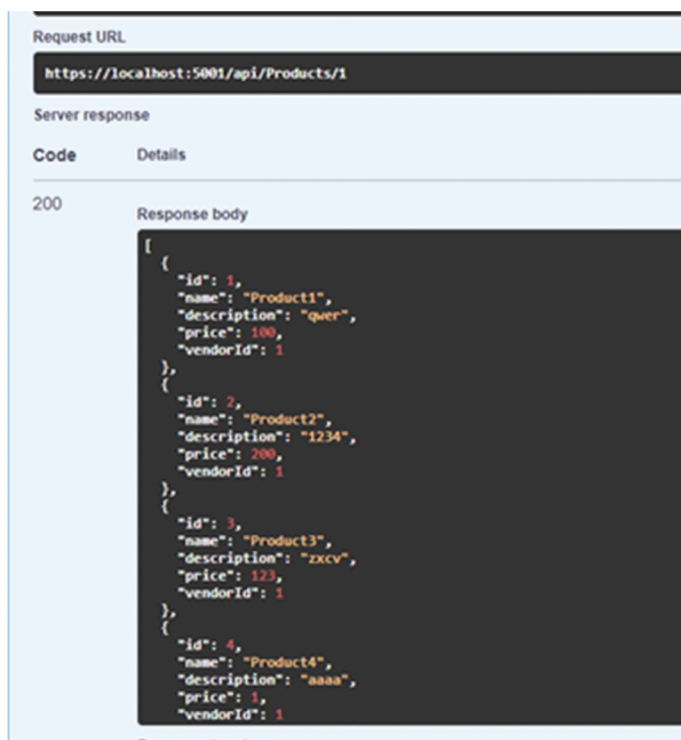 Request URL
https://localhost:5001/api/Products/1
Server response
Code Details
200
Response body
[
{
"id": 1,
"name": "Product1",
"description": "qwer",
"price": 100,
"vendorId": 1
},
{
"id": 2,
"name": "Product2",
"description": "1234",
"price": 200,
"vendorId": 1
},
{
"id": 3,
"name": "Product3",
"description": "zxcv",
"price": 123,
"vendorId": 1
},
{
"id": 4,
"name": "Product4",
"description": "aaaa",
"price": 1,
"vendorId": 1